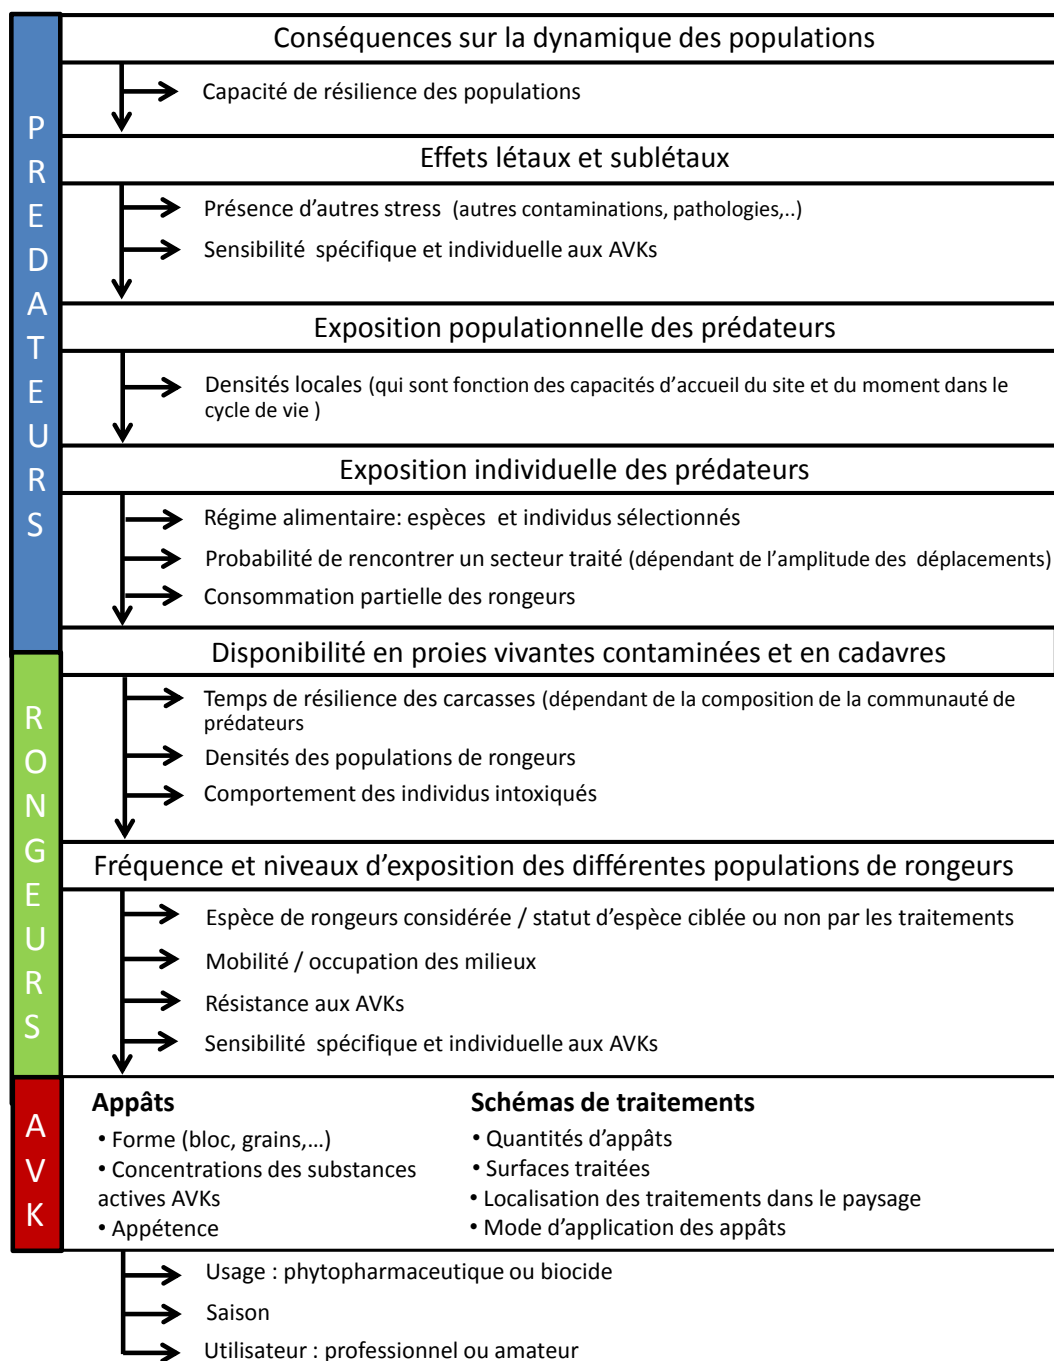 Conséquences sur la dynamique des populations
Capacité de résilience des populations
Effets létaux et sublétaux
Présence d'autres stress (autres contaminations, pathologies,..)
Sensibilité spécifique et individuelle aux AVKs
Exposition populationnelle des prédateurs
Densités locales (qui sont fonction des capacités d'accueil du site et du moment dans le
cycle de vie )
Exposition individuelle des prédateurs
Régime alimentaire: espèces et individus sélectionnés
Probabilité de rencontrer un secteur traité (dépendant de l'amplitude des déplacements)
Consommation partielle des rongeurs
PREDATEURS
Disponibilité en proies vivantes contaminées et en cadavres
Temps de résilience des carcasses (dépendant de la composition de la communauté de
prédateurs
Densités des populations de rongeurs
Comportement des individus intoxiqués
Fréquence et niveaux d'exposition des différentes populations de rongeurs
Espèce de rongeurs considérée / statut d'espèce ciblée ou non par les traitements
Mobilité / occupation des milieux
Résistance aux AVKs
Sensibilité spécifique et individuelle aux AVKs
RONGEURS
AVK
Appâts
• Forme (bloc, grains,...)
• Concentrations des substances
actives AVKs
• Appétence
Schémas de traitements
• Quantités d'appâts
• Surfaces traitées
• Localisation des traitements dans le paysage
• Mode d'application des appâts
Usage : phytopharmaceutique ou biocide
Saison
Utilisateur : professionnel ou amateur